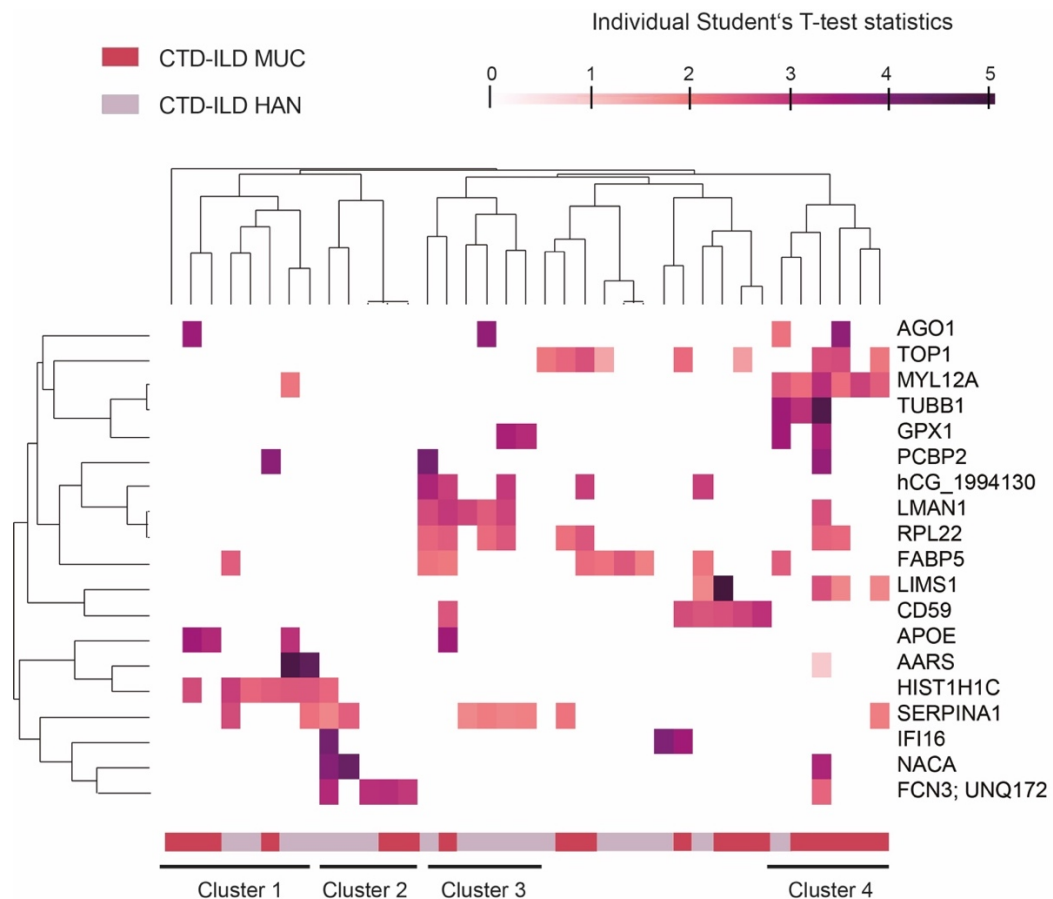 Individual Student‘s T-test statistics
CTD-ILD MUC
CTD-ILD HAN
0 1 2 3 4 5
AGO1
TOP1
MYL12A
TUBB1
GPX1
PCBP2
hCG_1994130
LMAN1
RPL22
FABP5
LIMS1
CD59
APOE
AARS
HIST1H1C
SERPINA1
IFI16
NACA
FCN3; UNQ172
Cluster 1 Cluster 2 Cluster 3 Cluster 4